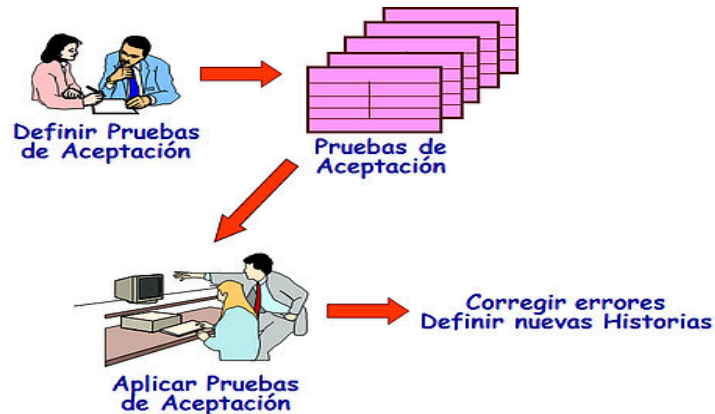 Definir Pruebas
de Aceptación
Pruebas de
Aceptación
Aplicar Pruebas
de Aceptación
Corregir errores
Definir nuevas Historias